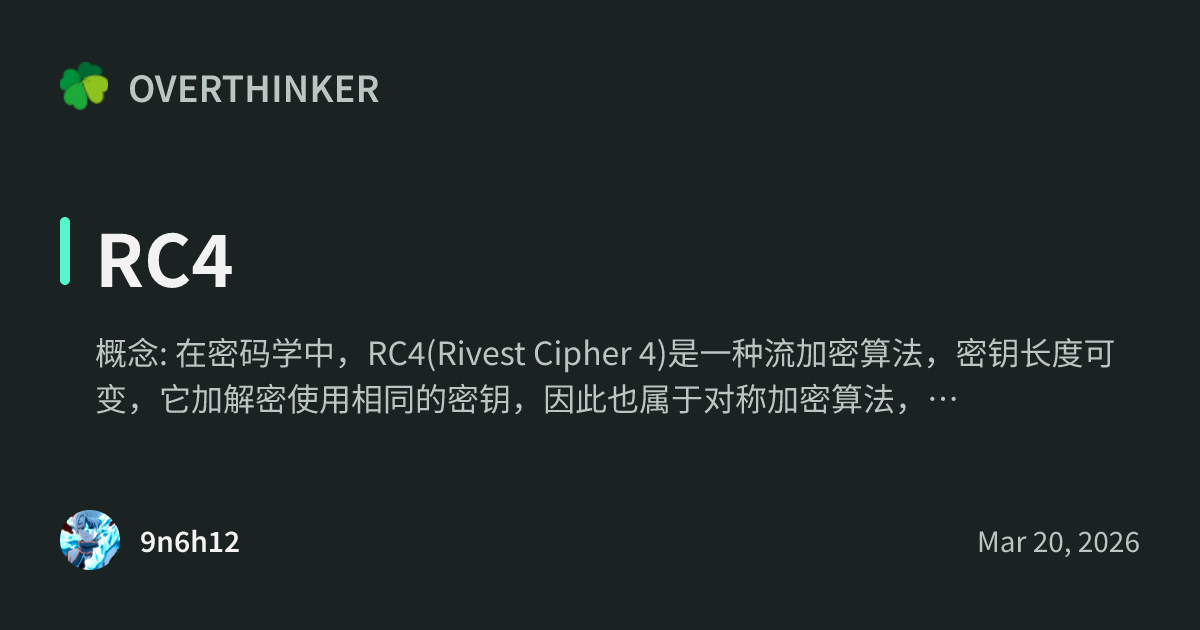 OVERTHINKER
RC4
概念: 在密码学中，RC4(Rivest Cipher 4)是一种流加密算法，密钥长度可
变，它加解密使用相同的密钥，因此也属于对称加密算法，…
9n6h12
Mar 20, 2026